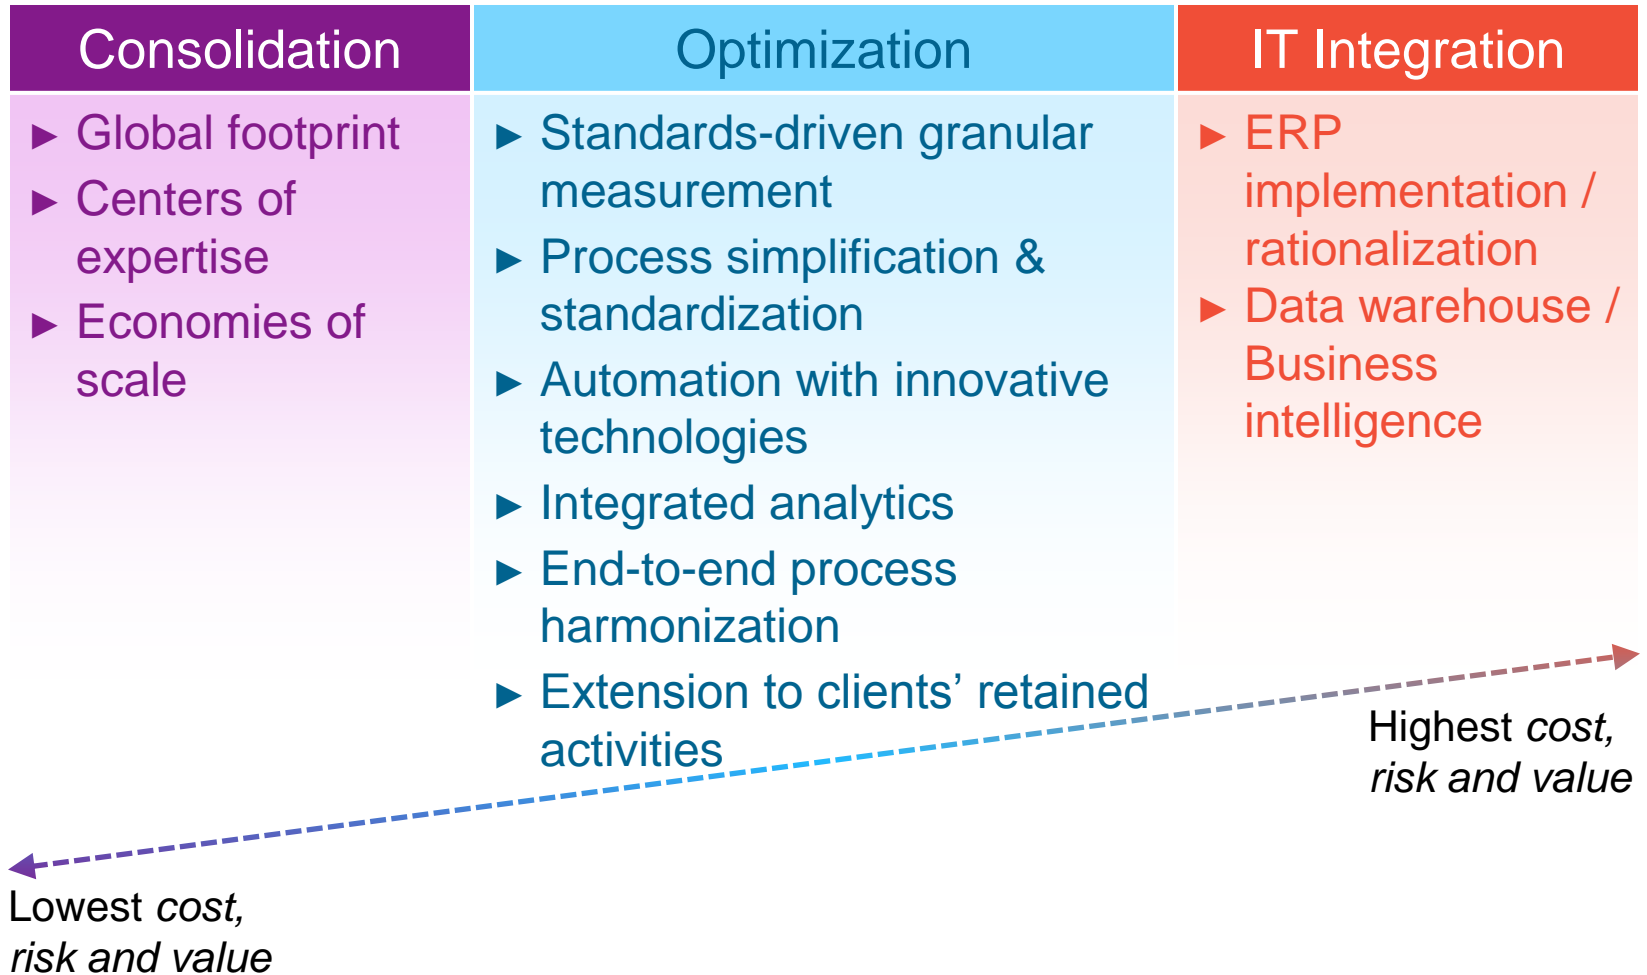 Consolidation
► Global footprint
► Centers of
expertise
► Economies of
scale
Optimization
► Standards-driven granular
measurement
► Process simplification &
standardization
► Automation with innovative
technologies
► Integrated analytics
► End-to-end process
harmonization
► Extension to clients’ retained
activities
IT Integration
► ERP
implementation /
rationalization
► Data warehouse /
Business
intelligence
Highest cost,
risk and value
Lowest cost,
risk and value